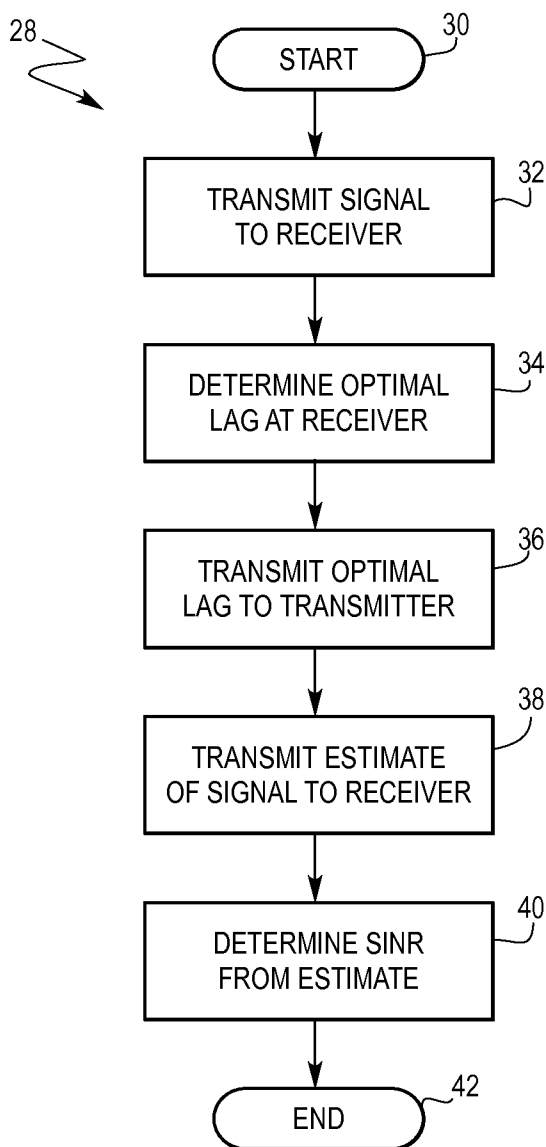 28
START
30
TRANSMIT SIGNAL
TO RECEIVER
32
DETERMINE OPTIMAL
LAG AT RECEIVER
34
TRANSMIT OPTIMAL
LAG TO TRANSMITTER
36
TRANSMIT ESTIMATE
OF SIGNAL TO RECEIVER
38
DETERMINE SINR
FROM ESTIMATE
40
END
42